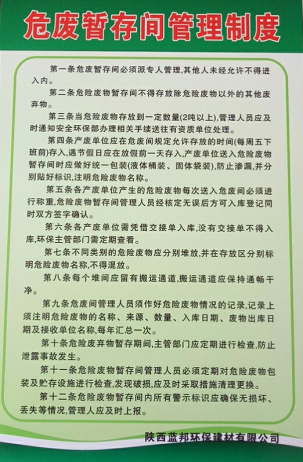 危废暂存间管理制度
第一条危废暂存间必须派专人管理,其他人未经允许不得进
入内。
第二条危险废物暂存间不得存放除危险废物以外的其他废
弃物。
第三条当危险废物存放到一定数量(2吨以上),管理人员应及
时通知安全环保部办理相关手续送往有资质单位处理。
第四条产废单位应在危废间规定允许存放的时间(每周五下
班前)存入,遇节假日应在放假前一天存入,产废单位送入危险废物
暂存间时应做好统一包装(液体桶装、固体袋装),防止渗漏,并分
别贴好标识,注明危险废物名称。
第五条各产废单位产生的危险废物每次送入危废间必须进
行称重,危险废物暂存间管理人员经核定无误后方可入库登记同
时双方签字确认。
第六条各产废单位需凭借交接单入库,没有交接单不得入
库,环保主管部门需定期查看。
第七条不同类别的危险废物应分别堆放,并在存放区分别标
明危险废物名称,不得混放。
第八条每个堆间应留有搬运通道,搬运通道应保持通畅干
净。
第九条危废间管理人员须作好危险废物情况的记录,记录上
须注明危险废物的名称、来源、数量、入库日期、废物出库日
期及接收单位名称,每年汇总一次。
第十条危险废弃物暂存期间,主管部门应定期进行检查,防止
泄露事故发生。
第十一条危险废物暂存间管理人员必须定期对危险废物包
装及贮存设施进行检查,发现破损,应及时采取措施清理更换。
第十二条危险废物暂存间内所有警示标识应确保无损坏、
丢失等情况,管理人应及时上报。
陕西蓝邦环保建材有限公司